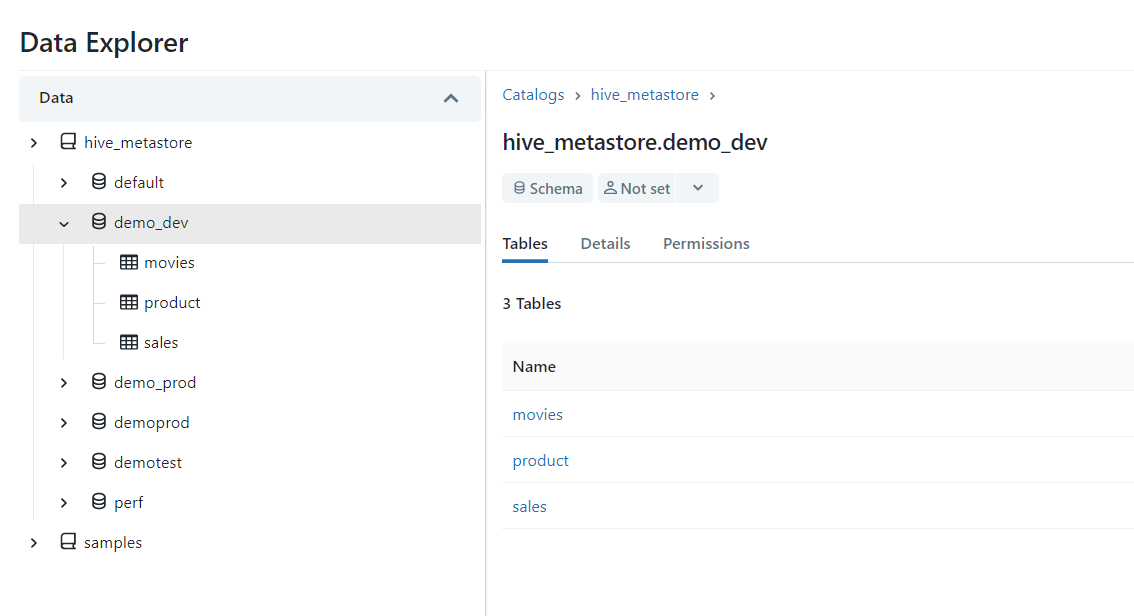 Data Explorer
Data
hive_metastore
default
demo_dev
movies
product
sales
demo_prod
demoprod
demotest
perf
samples
Catalogs › hive_metastore ›
hive_metastore.demo_dev
Schema Not set
Tables Details Permissions
3 Tables
Name
movies
product
sales